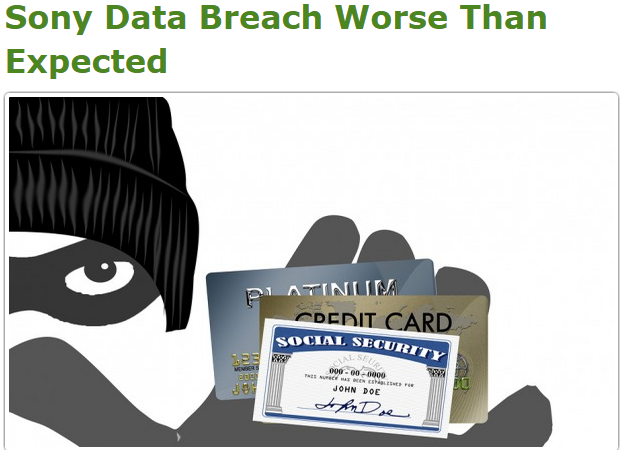 Sony Data Breach Worse Than
Expected
PLATINUM
CREDIT CARD
SOCIAL SECURITY
000-00-0000
THIS NUMBER HAS BEEN ESTABLISHED FOR
JOHN DOE
John Doe